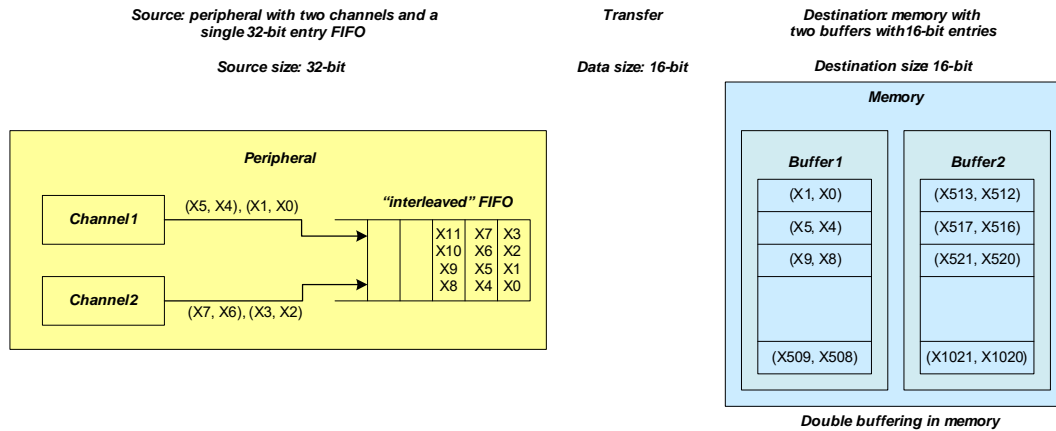 Source: peripheral with two channels and a
single 32-bit entry FIFO
Transfer
Destination: memory with
two buffers with 16-bit entries
Source size: 32-bit
Data size: 16-bit
Destination size 16-bit
Memory
Peripheral
Buffer1
Buffer2
Channel1
(X5, X4), (X1, X0)
"interleaved" FIFO
X11 X7 X3
X10 X6 X2
X9 X5 X1
X8 X4 X0
Channel2
(X7, X6), (X3, X2)
(X1, X0)
(X5, X4)
(X9, X8)
(X509, X508)
(X513, X512)
(X517, X516)
(X521, X520)
(X1021, X1020)
Double buffering in memory